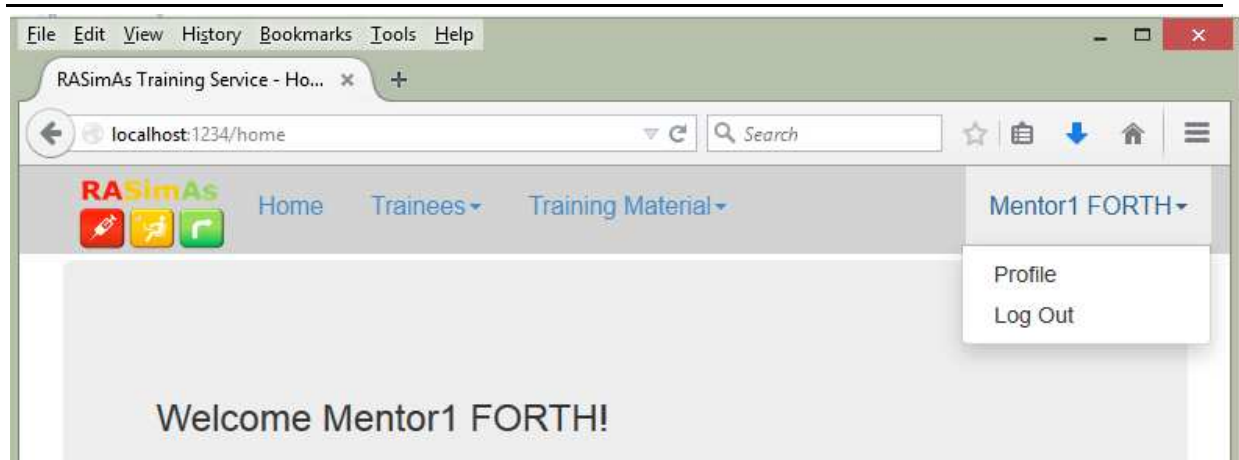 File Edit View History Bookmarks Tools Help
RASimAs Training Service - Ho...
localhost:1234/home Search
RASimAs
Home Trainees Training Material Mentor1 FORTH
Profile
Log Out
Welcome Mentor1 FORTH!